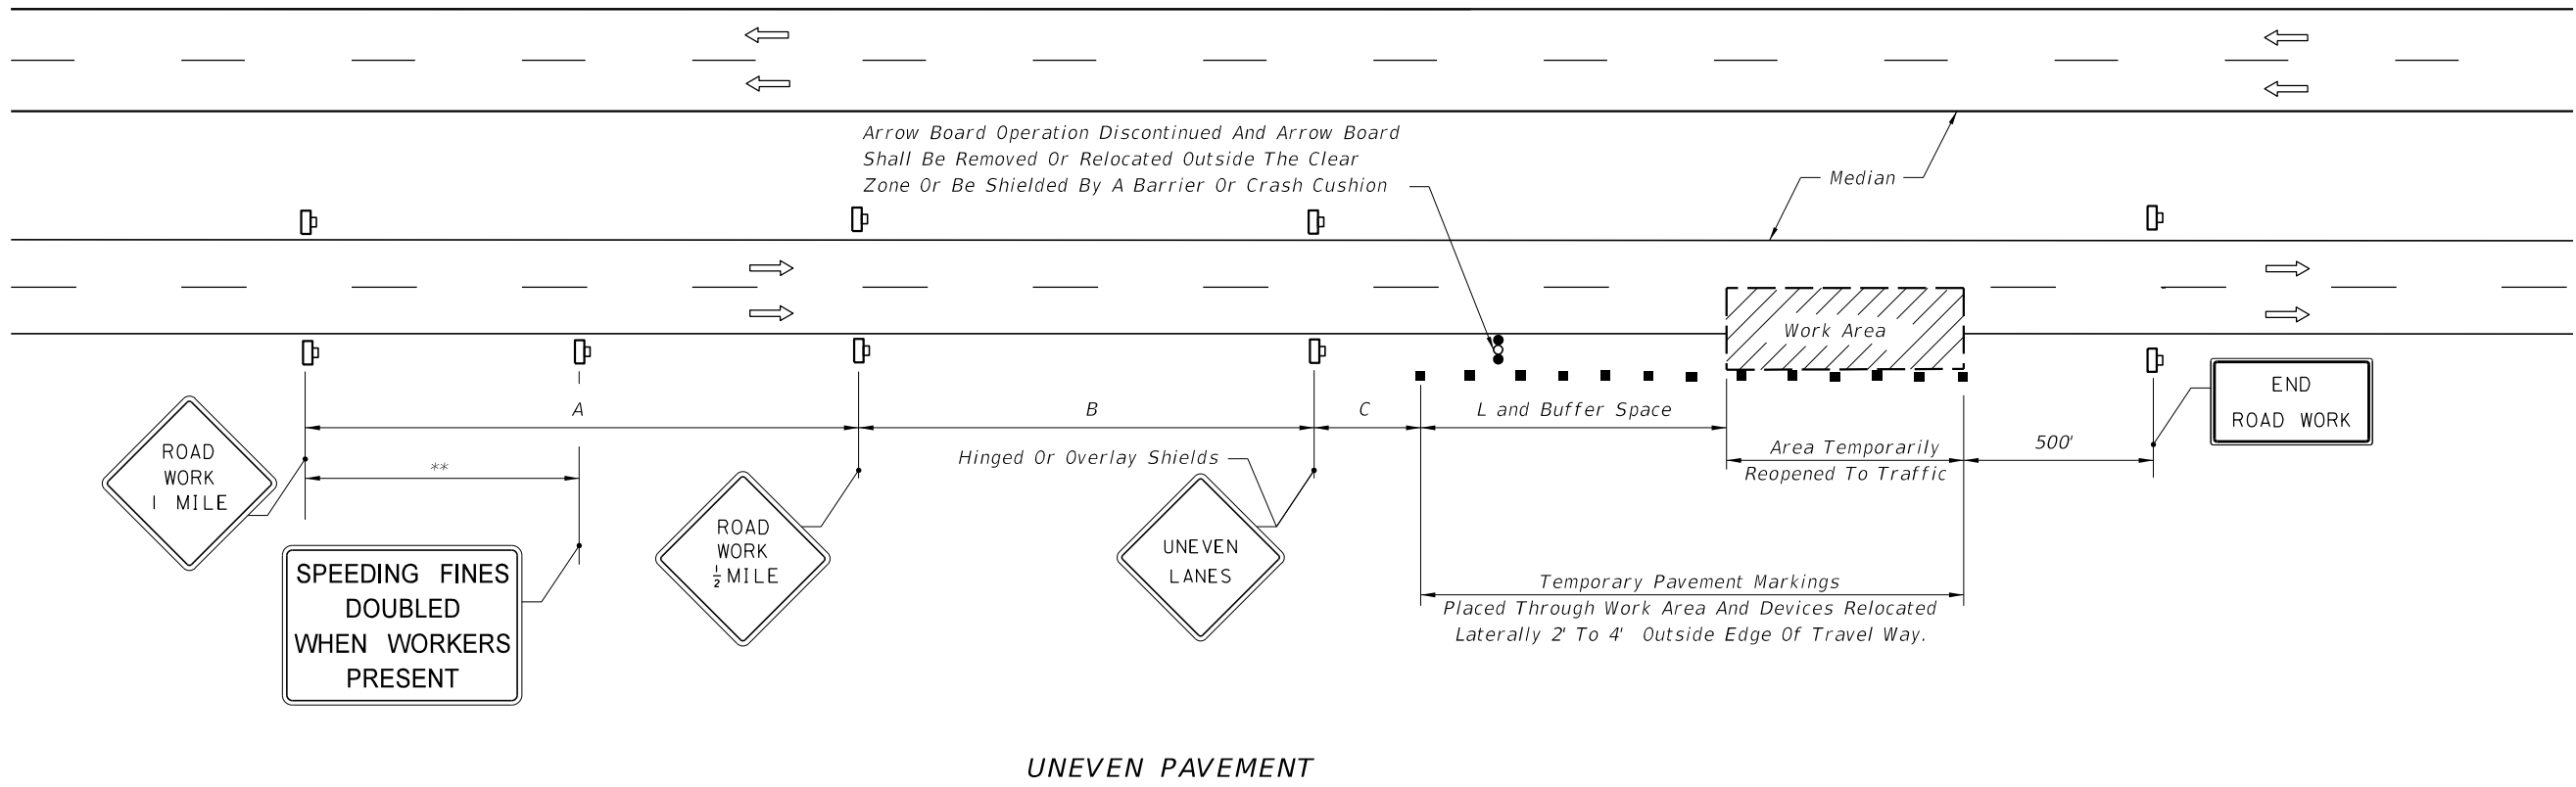 Arrow Board Operation Discontinued And Arrow Board
Shall Be Removed Or Relocated Outside The Clear
Zone Or Be Shielded By A Barrier Or Crash Cushion
Median
Work Area
A
B
C
L and Buffer Space
END
ROAD WORK
ROAD
WORK
1 MILE
**
Hinged Or Overlay Shields
Area Temporarily
Reopened To Traffic
500'
ROAD
WORK
½ MILE
UNEVEN
LANES
SPEEDING FINES
DOUBLED
WHEN WORKERS
PRESENT
Temporary Pavement Markings
Placed Through Work Area And Devices Relocated
Laterally 2' To 4' Outside Edge Of Travel Way.
UNEVEN PAVEMENT